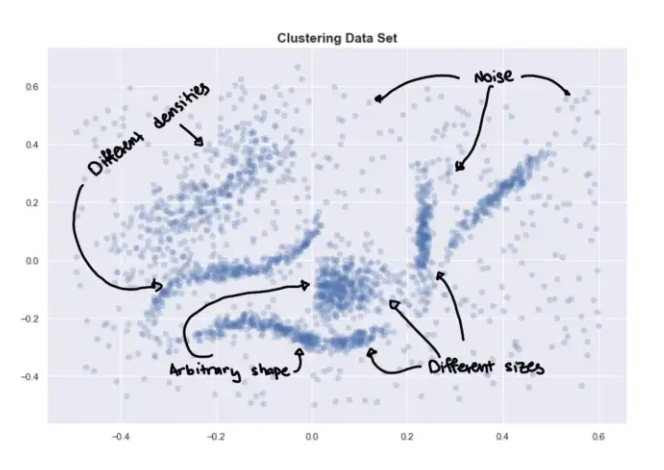 Clustering Data Set
Noise
Different densities
0.6
0.4
0.2
0.0
−0.2
−0.4
Arbitrary shape
Different sizes
−0.4
−0.2
0.0
0.2
0.4
0.6